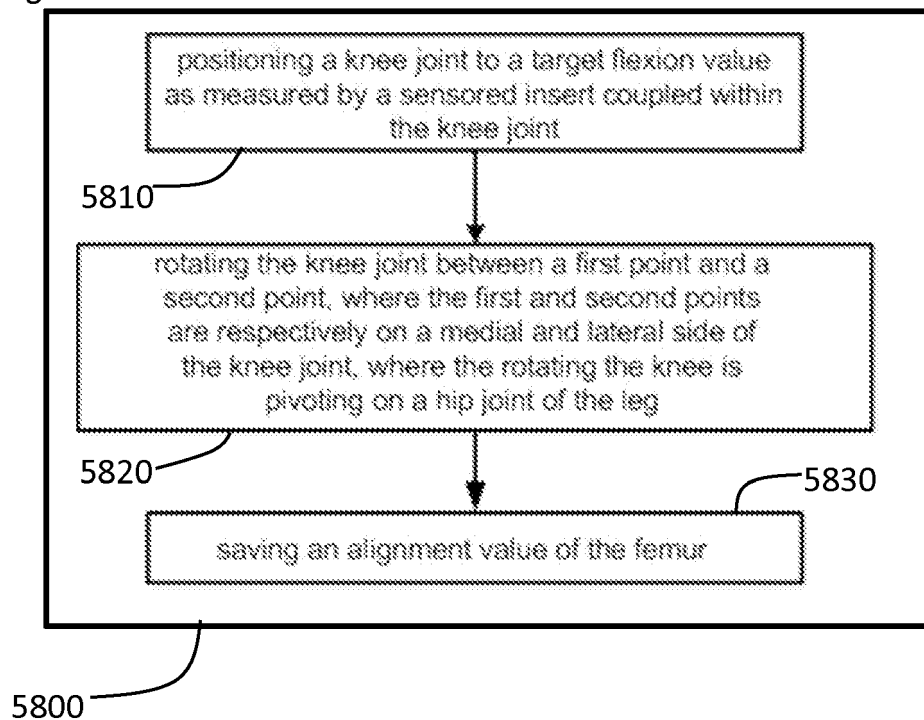 positioning a knee joint to a target flexion value
as measured by a sensored insert coupled within
the knee joint
5810
rotating the knee joint between a first point and a
second point, where the first and second points
are respectively on a medial and lateral side of
the knee joint, where the rotating the knee is
pivoting on a hip joint of the leg
5820
5830
saving an alignment value of the femur
5800